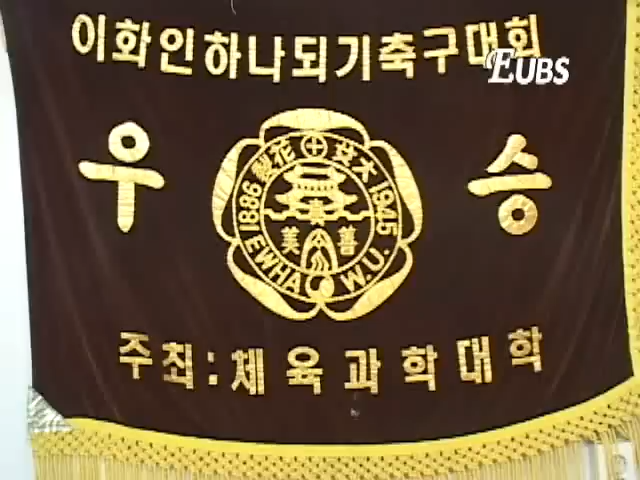 이화인하나되기축구대회
EUBS
우 승
梨花 女大
1886 1945
眞
美 善
EWHA W.U.
주최:체육과학대학